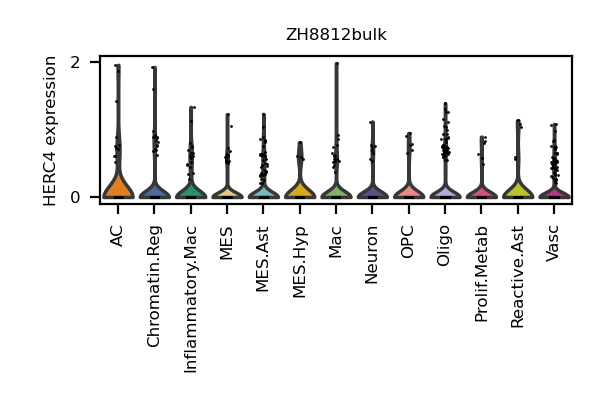 ZH8812bulk
HERC4 expression
2
0
AC
Chromatin.Reg
Inflammatory.Mac
MES
MES.Ast
MES.Hyp
Mac
Neuron
OPC
Oligo
Prolif.Metab
Reactive.Ast
Vasc